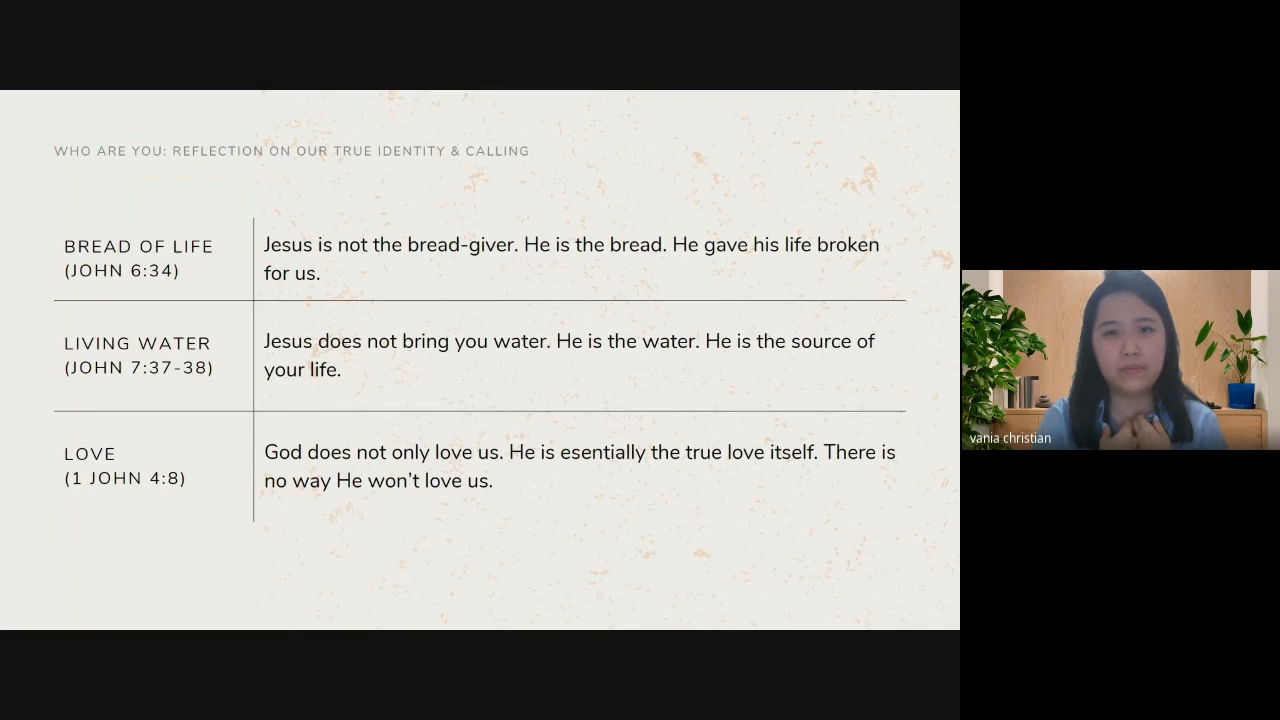 WHO ARE YOU: REFLECTION ON OUR TRUE IDENTITY & CALLING
BREAD OF LIFE
(JOHN 6:34)
Jesus is not the bread-giver. He is the bread. He gave his life broken
for us.
LIVING WATER
(JOHN 7:37-38)
Jesus does not bring you water. He is the water. He is the source of
your life.
LOVE
(1 JOHN 4:8)
God does not only love us. He is esentially the true love itself. There is
no way He won’t love us.
vania christian